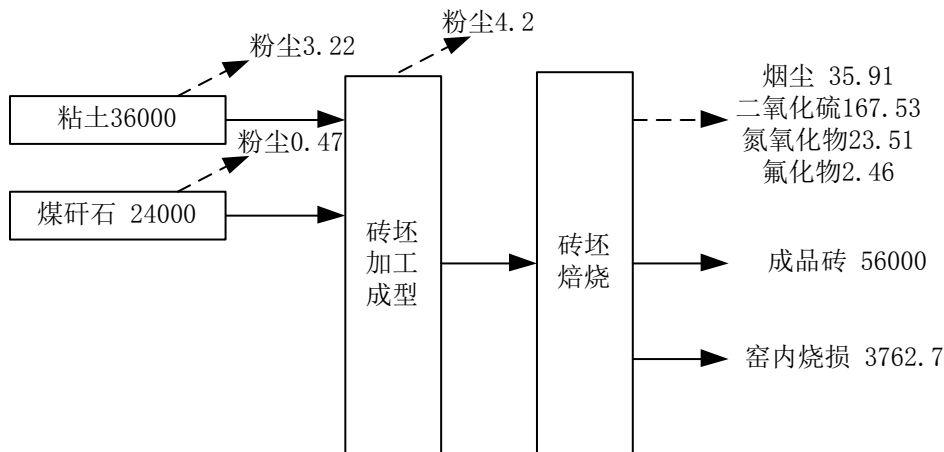 粉尘3.22
粉尘4.2
粘土36000
粉尘0.47
煤矸石 24000
砖坯
加工
成型
砖坯
焙烧
烟尘 35.91
二氧化硫167.53
氮氧化物23.51
氟化物2.46
成品砖 56000
窑内烧损 3762.7